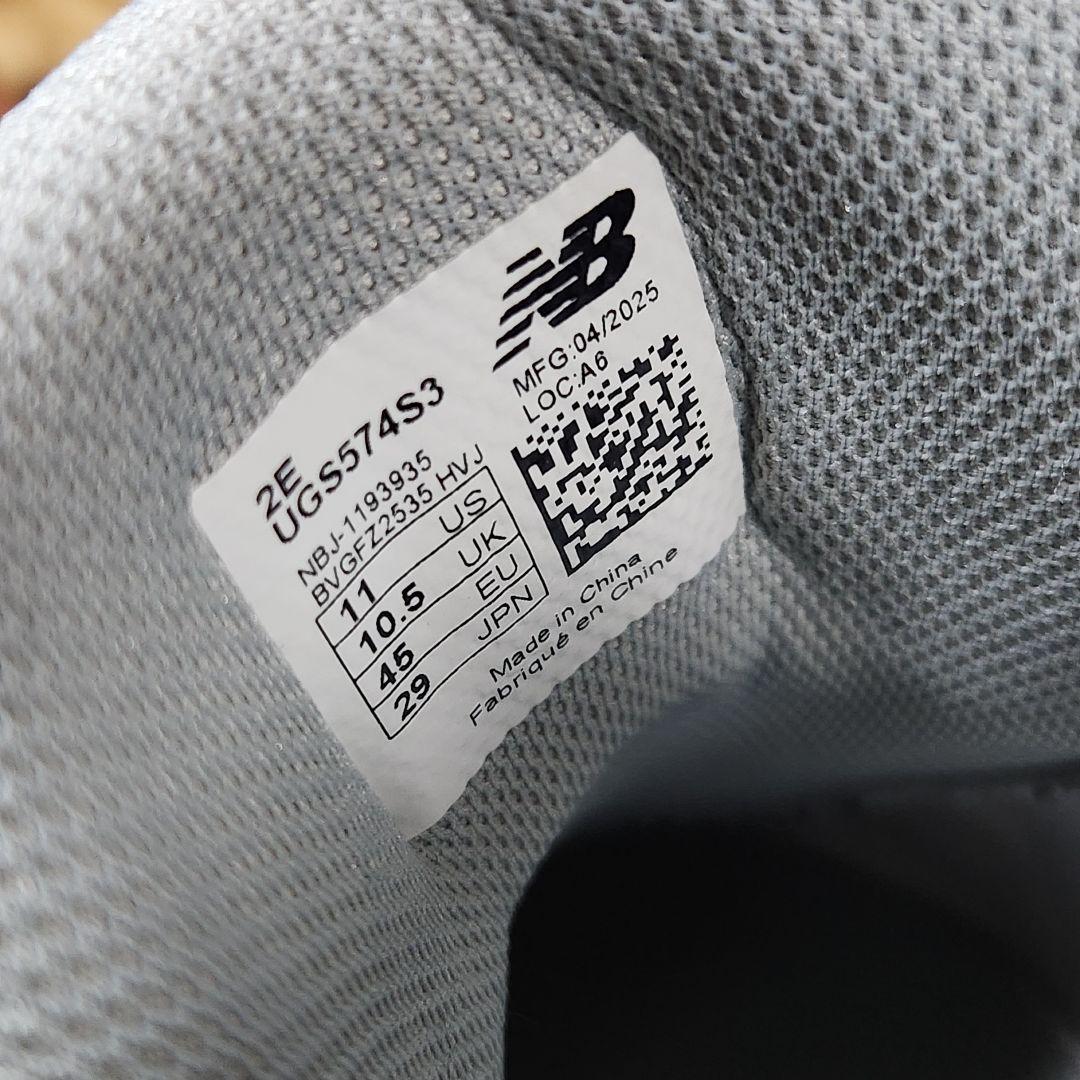 NB
MFG:04/2025
LOC:A6
2E
UGS574S3
NBJ-1193935
BVGFZ2535 HVJ
11 US
10.5 UK
45 EU
29 JPN
Made in China
Fabriqué en Chine